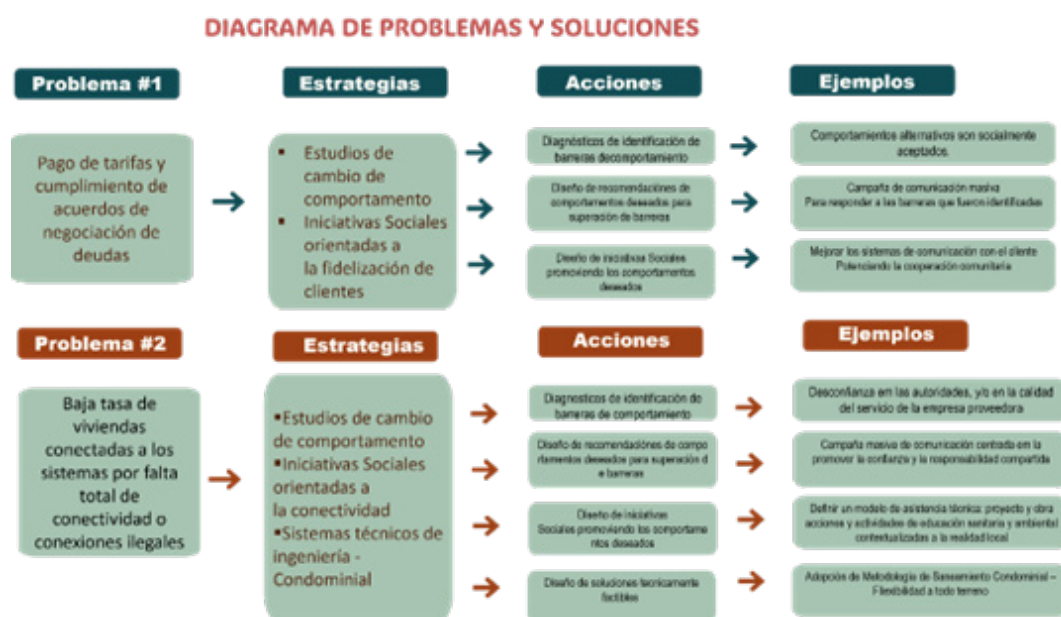 DIAGRAMA DE PROBLEMAS Y SOLUCIONES
Problema #1
Estrategias
Acciones
Ejemplos
Pago de tarifas y
cumplimiento de
acuerdos de
negociación de
deudas
▪ Estudios de
cambio de
comportamiento
▪ Iniciativas Sociales
orientadas a
la fidelización de
clientes
Diagnósticos de identificación de
barreras decomportamiento
Diseño de recomendaciónes de
comportamientos deseados para
superación de barreras
Diseño de iniciativas Sociales
promoviendo los comportamientos
deseados
Comportamientos alternativos son socialmente
aceptados.
Campaña de comunicación masiva
Para responder a las barreras que fueron identificadas
Mejorar los sistemas de comunicación con el cliente
Potenciando la cooperación comunitaria
Problema #2
Estrategias
Acciones
Ejemplos
Baja tasa de
viviendas
conectadas a los
sistemas por falta
total de
conectividad o
conexiones ilegales
▪Estudios de cambio
de comportamiento
▪Iniciativas Sociales
orientadas a
la conectividad
▪Sistemas técnicos de
ingeniería -
Condominial
Diagnosticos de identificación de
barreras de comportamiento
Diseño de recomendaciónes de compo
rtamientos deseados para superación d
e barreras
Diseño de iniciativas
Sociales promoviendo los comportame
ntos deseados
Diseño de soluciones tecnicamente
factibles
Desconfianza em las autoridades, y/o en la calidad
del servicio de la empresa proveedora
Campaña masiva de comunicación centrada em la
promover la confianza y la responsabilidad compartida
Definir un modelo de asistencia técnica: proyecto y obra
acciones y actividades de educación sanitaria y ambiental
contextualizadas a la realidad local
Adopción de Metodología de Saneamiento Condominial –
Flexibilidad a todo terreno